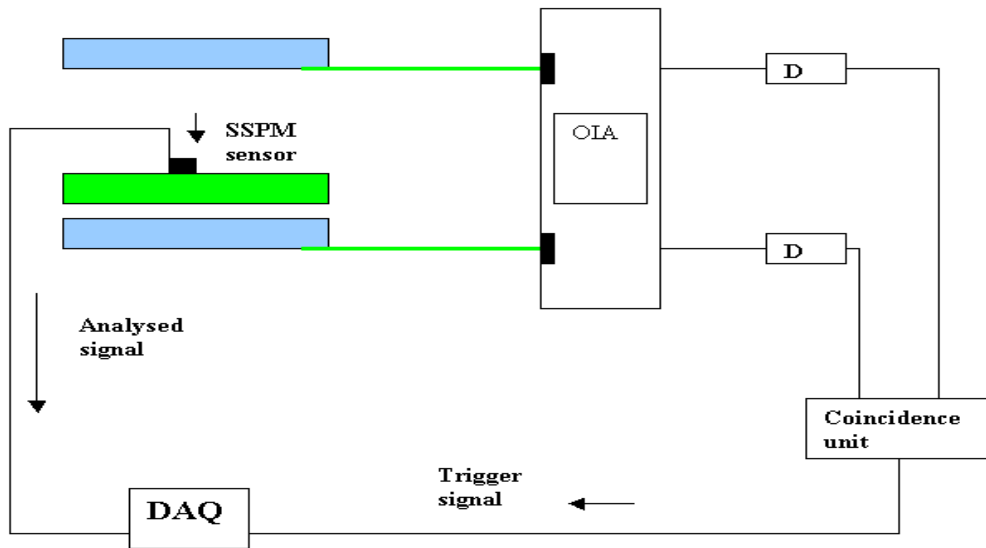 D
SSPM
sensor
OIA
D
Analysed
signal
Coincidence
unit
Trigger
signal
DAQ